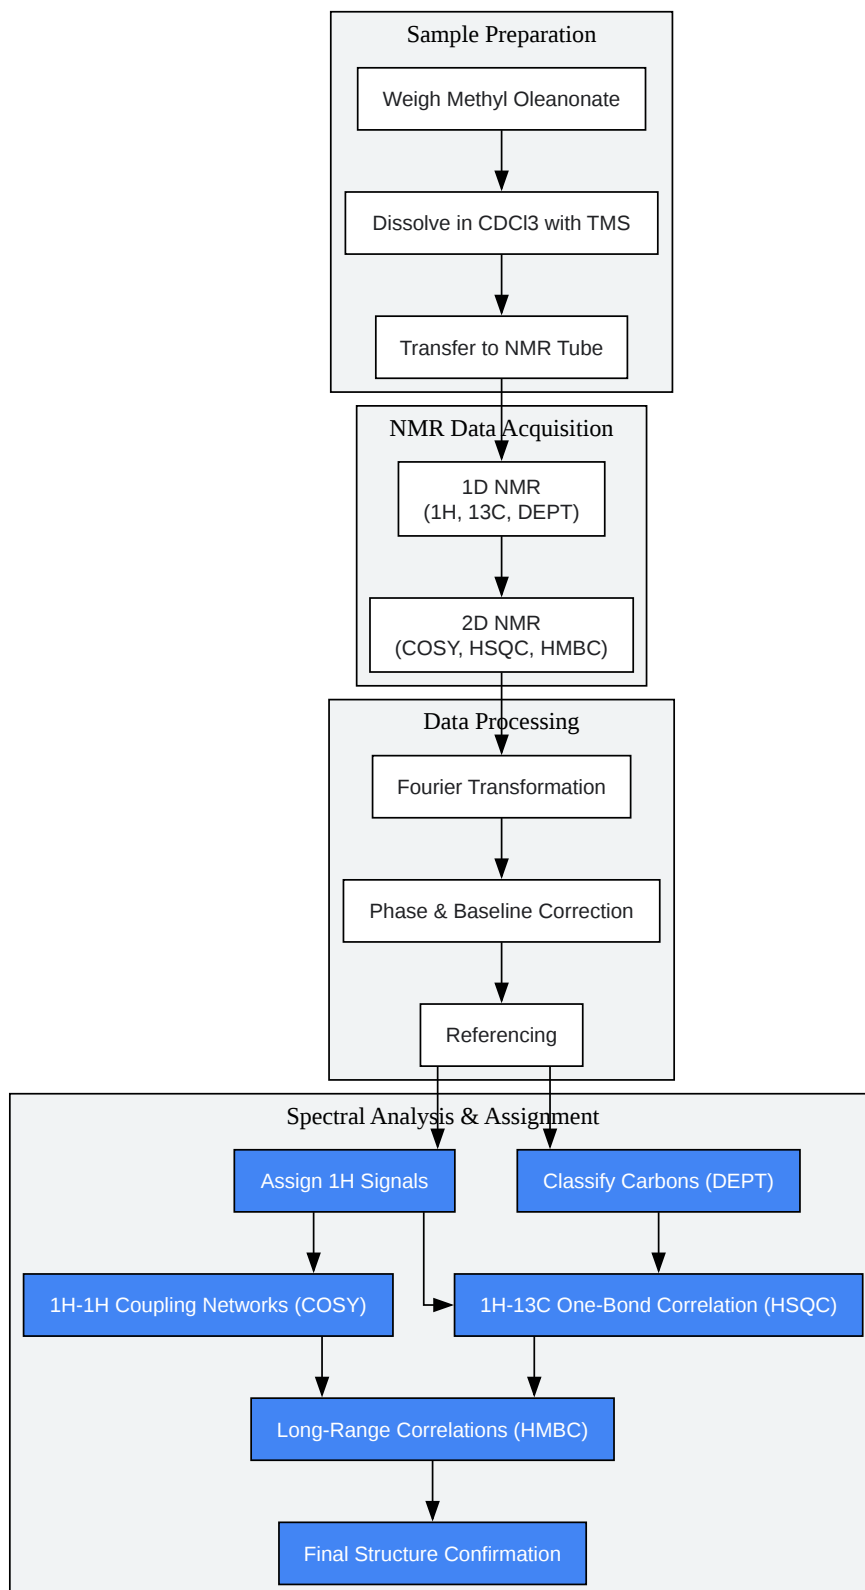 Sample Preparation
Weigh Methyl Oleanonate
Dissolve in CDCl3 with TMS
Transfer to NMR Tube
NMR Data Acquisition
1D NMR
(1H, 13C, DEPT)
2D NMR
(COSY, HSQC, HMBC)
Data Processing
Fourier Transformation
Phase & Baseline Correction
Referencing
Spectral Analysis & Assignment
Assign 1H Signals
Classify Carbons (DEPT)
1H-1H Coupling Networks (COSY)
1H-13C One-Bond Correlation (HSQC)
Long-Range Correlations (HMBC)
Final Structure Confirmation